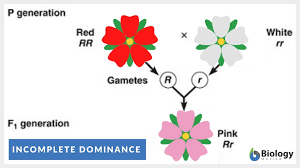 P generation
Red
RR
×
White
rr
Gametes
R
r
F₁ generation
Pink
Rr
INCOMPLETE DOMINANCE
Biology